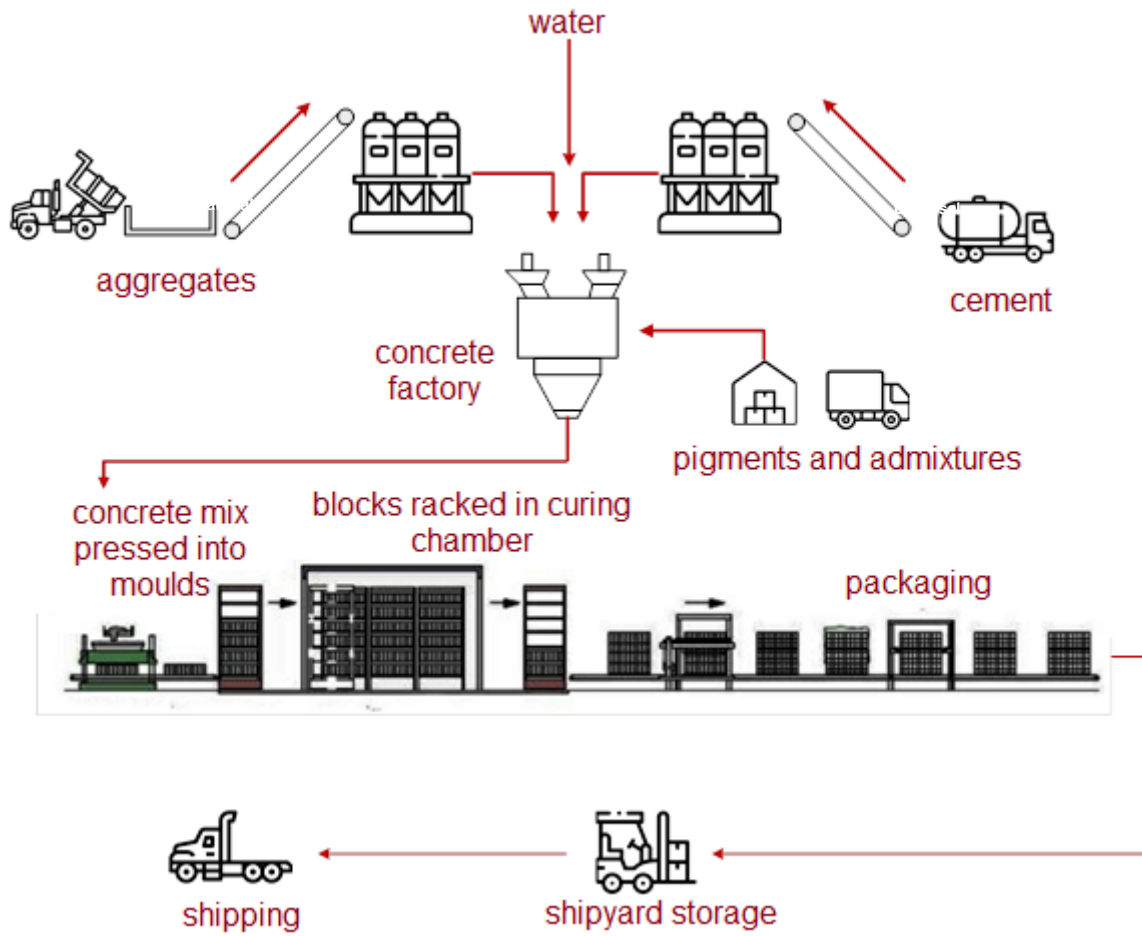 water
aggregates
cement
concrete
factory
pigments and admixtures
concrete mix
pressed into
moulds
blocks racked in curing
chamber
packaging
shipping
shipyard storage